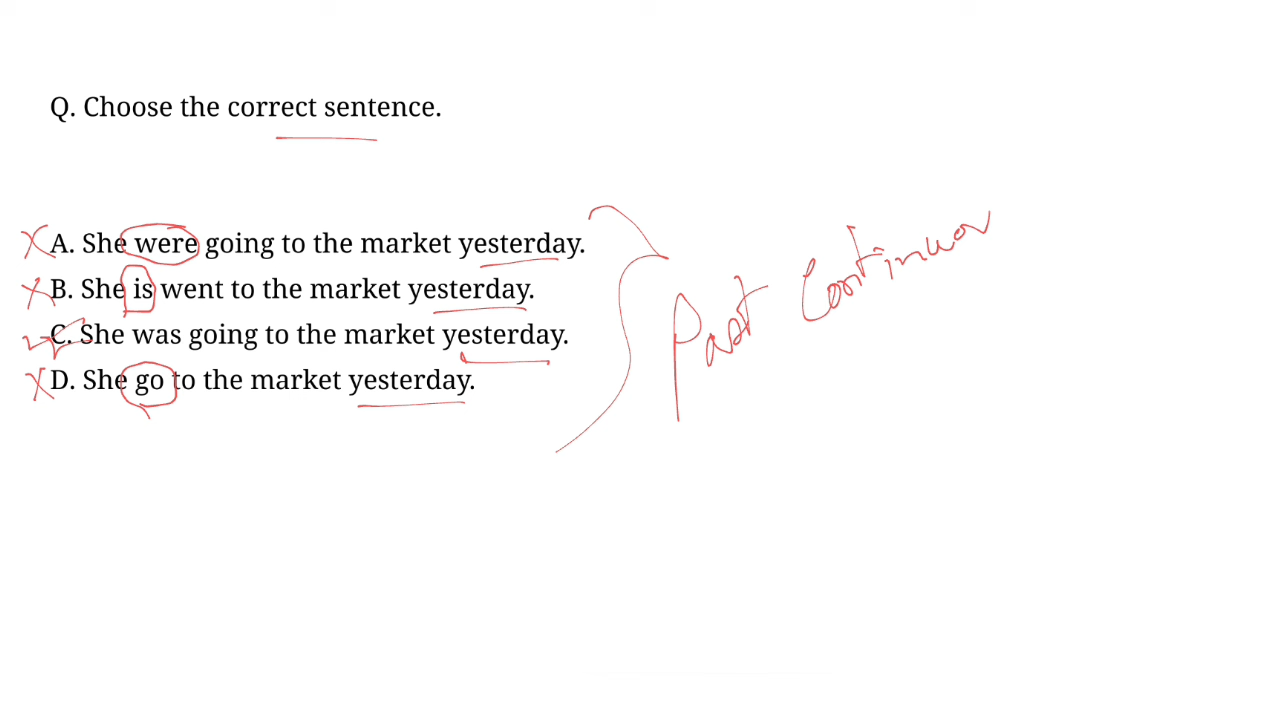 Q. Choose the correct sentence.
A. She were going to the market yesterday.
B. She is went to the market yesterday.
C. She was going to the market yesterday.
D. She go to the market yesterday.
Past Continuou